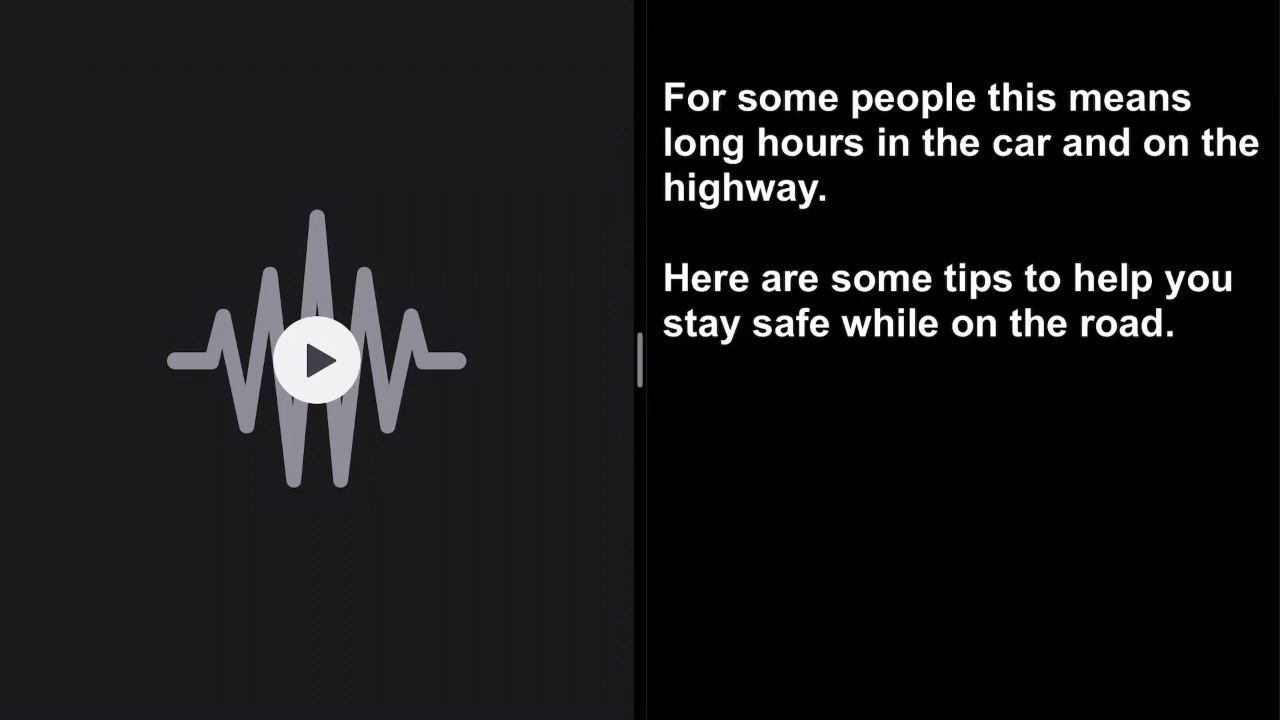 For some people this means
long hours in the car and on the
highway.
Here are some tips to help you
stay safe while on the road.